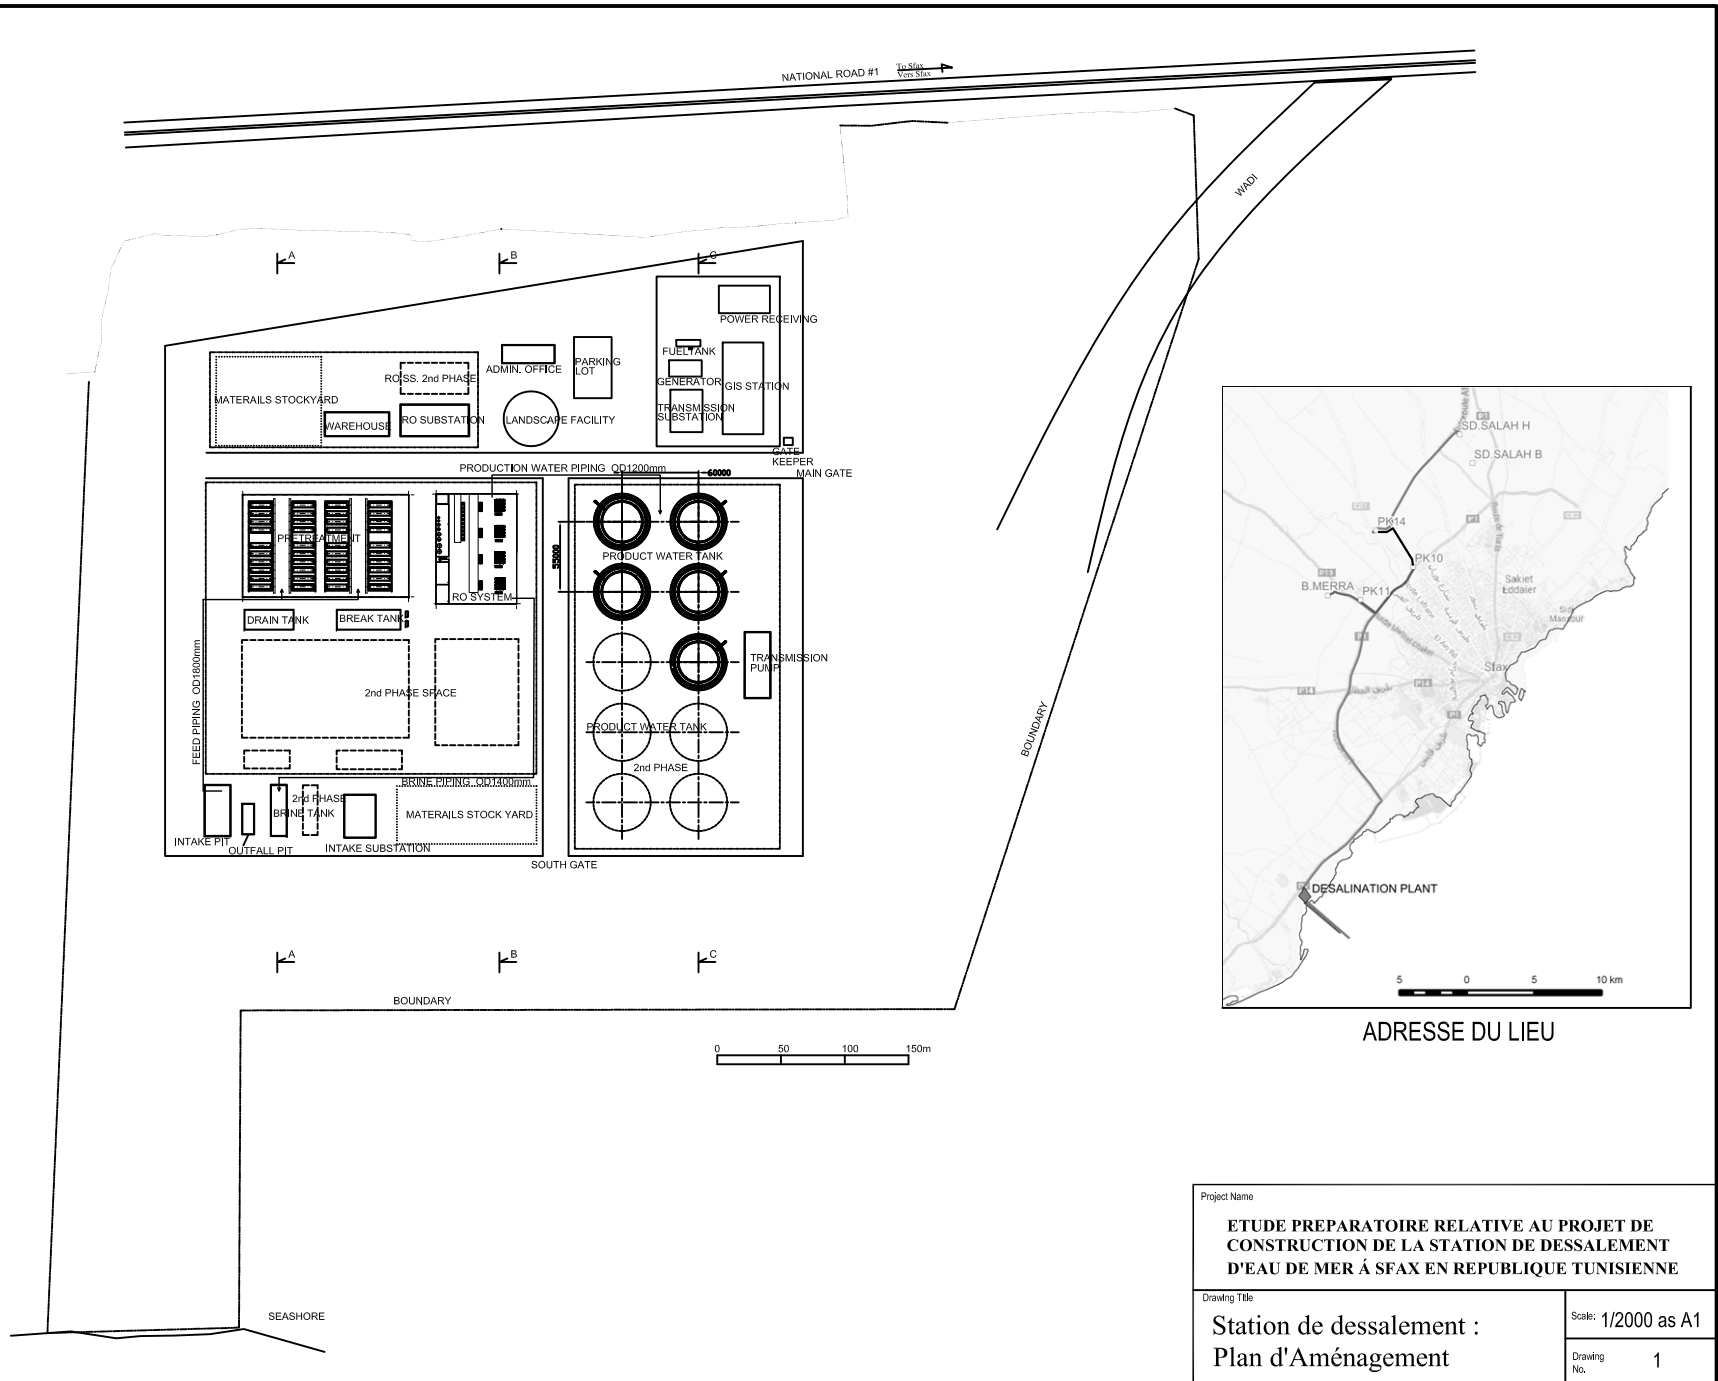 NATIONAL ROAD #1
To Sfax
Vers Sfax
WADI
A
B
C
POWER RECEIVING
FUELTANK
GENERATOR
GIS STATION
TRANSMISSION
SUBSTATION
PARKING
LOT
ADMIN. OFFICE
RO SS. 2nd PHASE
MATERAILS STOCKYARD
WAREHOUSE
RO SUBSTATION
LANDSCAPE FACILITY
GATE
KEEPER
MAIN GATE
PRODUCTION WATER PIPING OD1200mm
60000
55000
PRETREATMENT
PRODUCT WATER TANK
RO SYSTEM
DRAIN TANK
BREAK TANK
FEED PIPING OD1800mm
2nd PHASE SPACE
TRANSMISSION
PUMP
PRODUCT WATER TANK
2nd PHASE
BRINE PIPING OD1400mm
2nd PHASE
BRINE TANK
MATERAILS STOCK YARD
INTAKE PIT
OUTFALL PIT
INTAKE SUBSTATION
SOUTH GATE
BOUNDARY
A
B
C
BOUNDARY
0 50 100 150m
SEASHORE
SD.SALAH H
SD.SALAH B
PK14
PK10
B.MERRA
PK11
Sakiet
Eddaier
Sidi
Mansour
Sfax
P1
P1
P14
P14
P1
DESALINATION PLANT
5 0 5 10 km
ADRESSE DU LIEU
Project Name
ETUDE PREPARATOIRE RELATIVE AU PROJET DE
CONSTRUCTION DE LA STATION DE DESSALEMENT
D'EAU DE MER Á SFAX EN REPUBLIQUE TUNISIENNE
Drawing Title
Station de dessalement :
Plan d'Aménagement
Scale: 1/2000 as A1
Drawing
No.
1